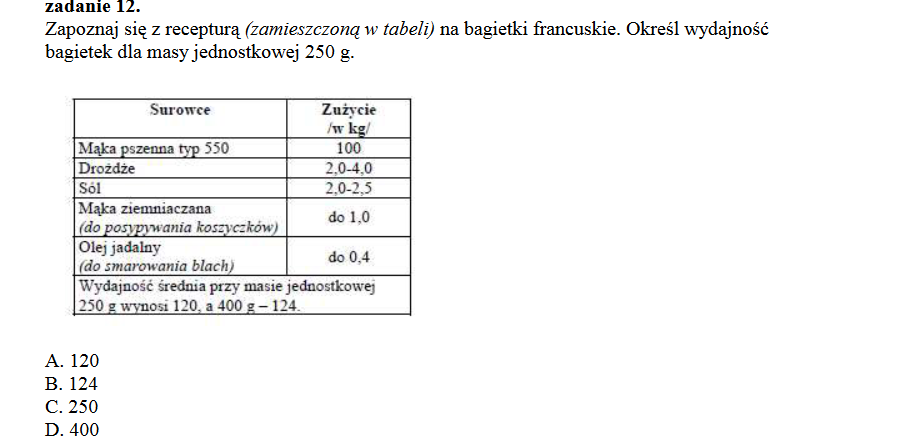 zadanie 12.
Zapoznaj się z recepturą (zamieszczoną w tabeli) na bagietki francuskie. Określ wydajność
bagietek dla masy jednostkowej 250 g.
Surowce
Zużycie
/w kg/
Mąka pszenna typ 550
100
Drożdże
2,0-4,0
Sól
2,0-2,5
Mąka ziemniaczana
(do posypywania koszyczków)
do 1,0
Olej jadalny
(do smarowania blach)
do 0,4
Wydajność średnia przy masie jednostkowej
250 g wynosi 120, a 400 g – 124.
A. 120
B. 124
C. 250
D. 400